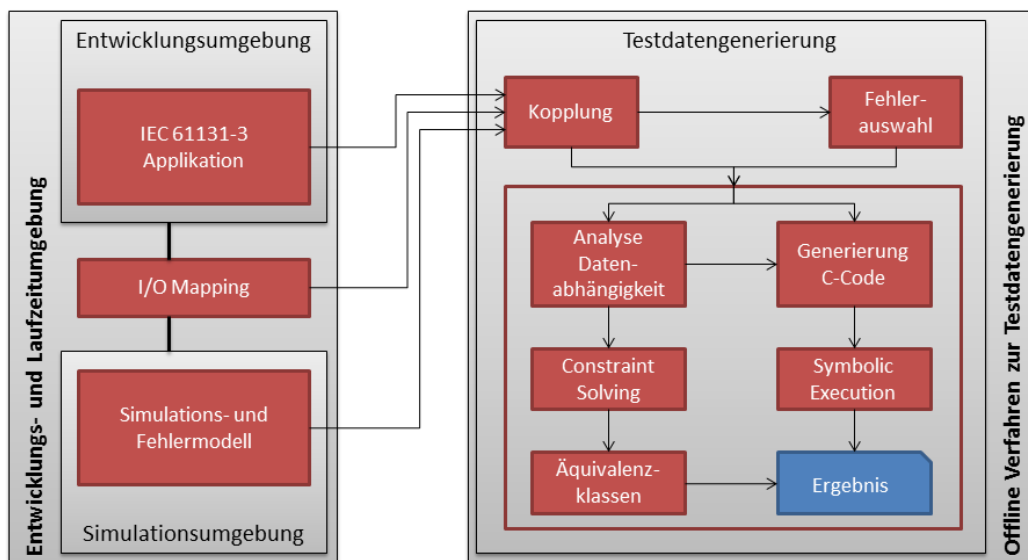 Entwicklungs- und Laufzeitumgebung
Entwicklungsumgebung
IEC 61131-3
Applikation
I/O Mapping
Simulations- und
Fehlermodell
Simulationsumgebung
Testdatengenerierung
Kopplung
Fehler-
auswahl
Analyse
Daten-
abhängigkeit
Generierung
C-Code
Constraint
Solving
Symbolic
Execution
Äquivalenz-
klassen
Ergebnis
Offline Verfahren zur Testdatengenerierung